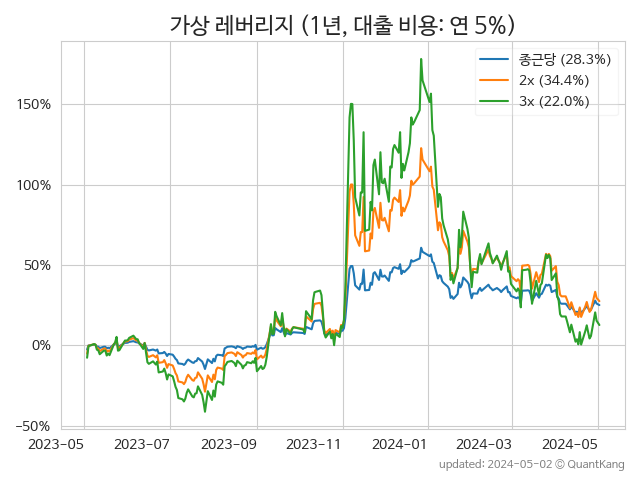 가상 레버리지 (1년, 대출 비용: 연 5%)
종근당 (28.3%)
2x (34.4%)
3x (22.0%)
150%
100%
50%
0%
−50%
2023-05 2023-07 2023-09 2023-11 2024-01 2024-03 2024-05
updated: 2024-05-02 © QuantKang